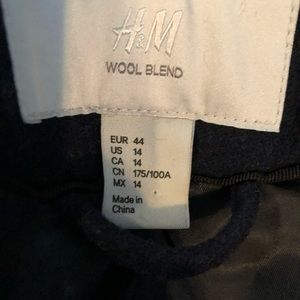 H&M
WOOL BLEND
EUR 44
US 14
CA 14
CN 175/100A
MX 14
Made in
China